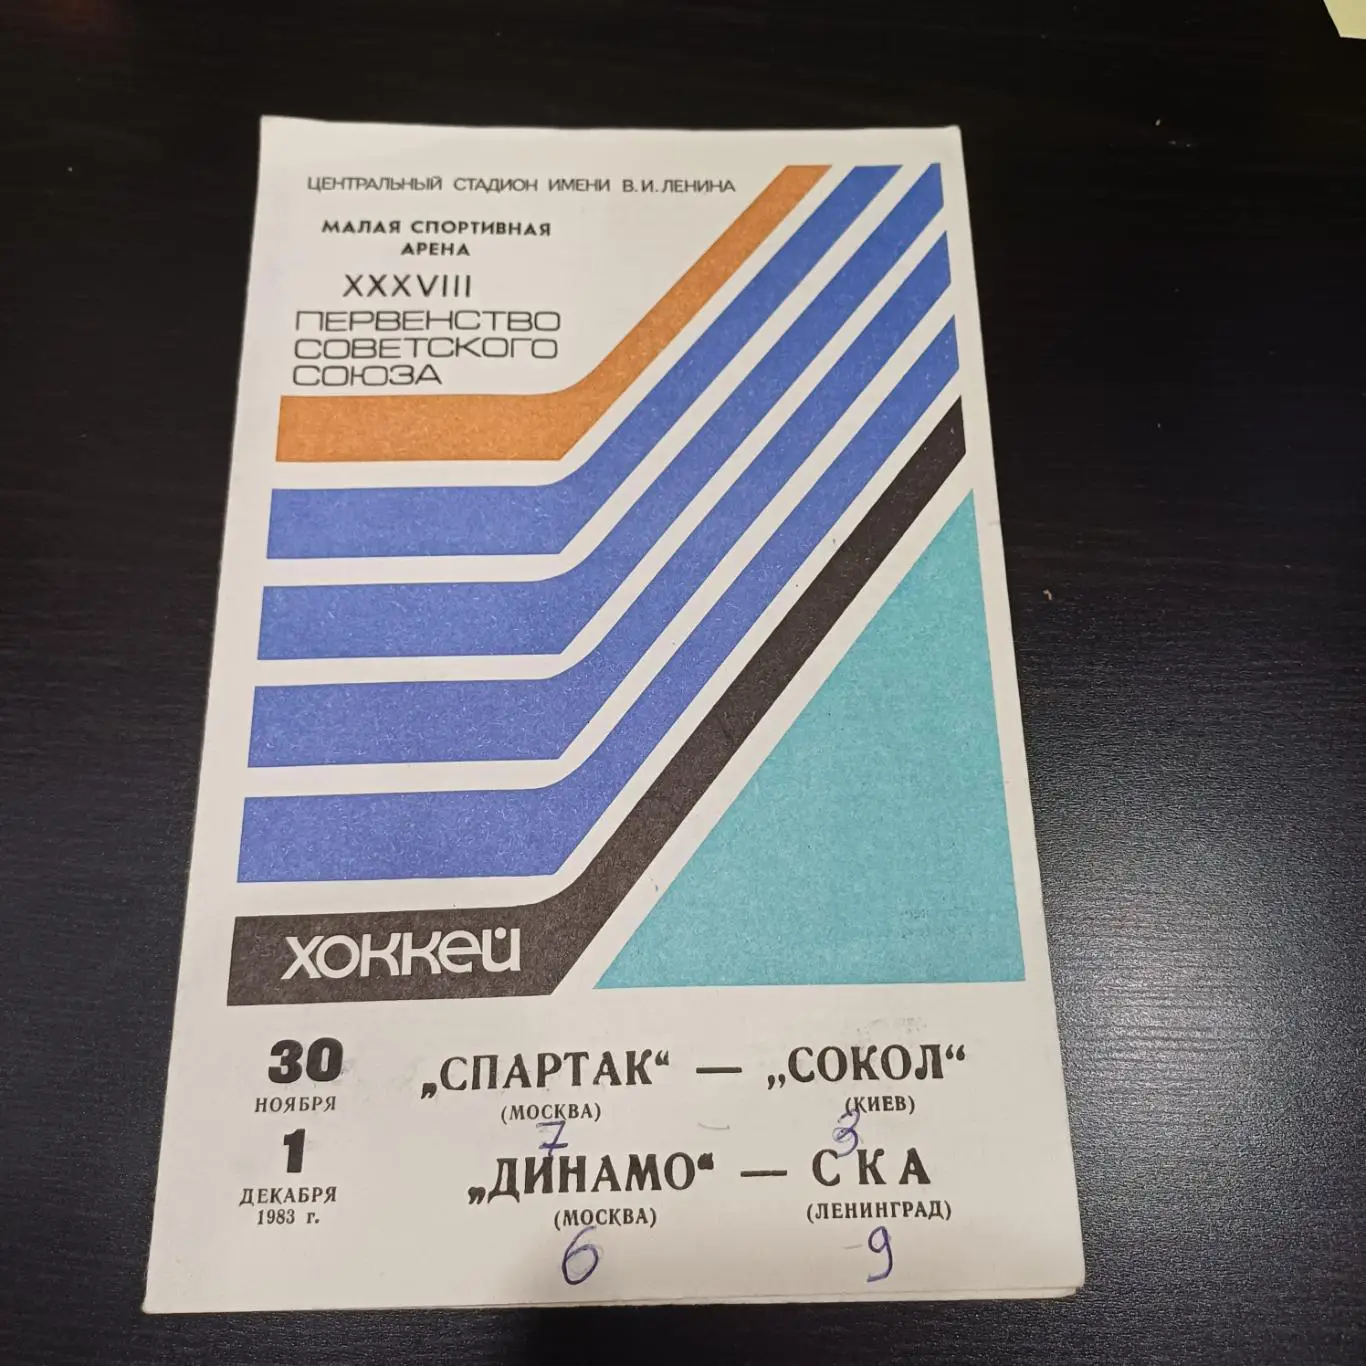 ЦЕНТРАЛЬНЫЙ СТАДИОН ИМЕНИ В.И.ЛЕНИНА
МАЛАЯ СПОРТИВНАЯ
АРЕНА
XXXVIII
ПЕРВЕНСТВО
СОВЕТСКОГО
СОЮЗА
ХОККЕЙ
30 „СПАРТАК“ — „СОКОЛ“
НОЯБРЯ (МОСКВА) (КИЕВ)
7 3
1 „ДИНАМО“ — СКА
ДЕКАБРЯ (МОСКВА) (ЛЕНИНГРАД)
1983 г.
6 -9